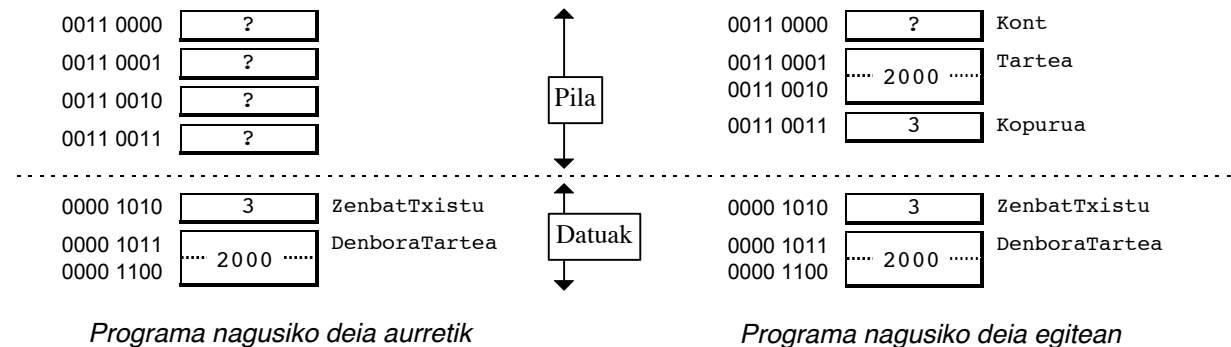 0011 0000 ?
0011 0001 ?
0011 0010 ?
0011 0011 ?
Pila
0011 0000 ? Kont
0011 0001 Tartea
2000
0011 0010
0011 0011 3 Kopurua
0000 1010 3 ZenbatTxistu
0000 1011 DenboraTartea
2000
0000 1100
Datuak
0000 1010 3 ZenbatTxistu
0000 1011 DenboraTartea
2000
0000 1100
Programa nagusiko deia aurretik
Programa nagusiko deia egitean